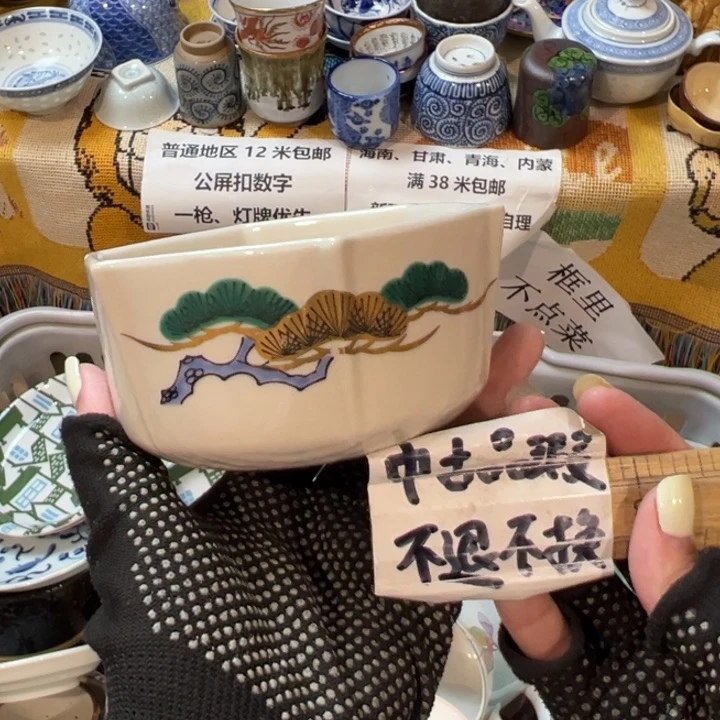 普通地区 12 米包邮
公屏扣数字
一枪、灯牌优先
海南、甘肃、青海、内蒙
满 38 米包邮
自理
框里
不点菜
中古品瑕
不退不换